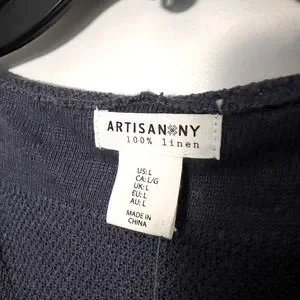 ARTISAN NY
100% linen
US: L
CA: L/G
UK: L
EU: L
AU: L
MADE IN
CHINA